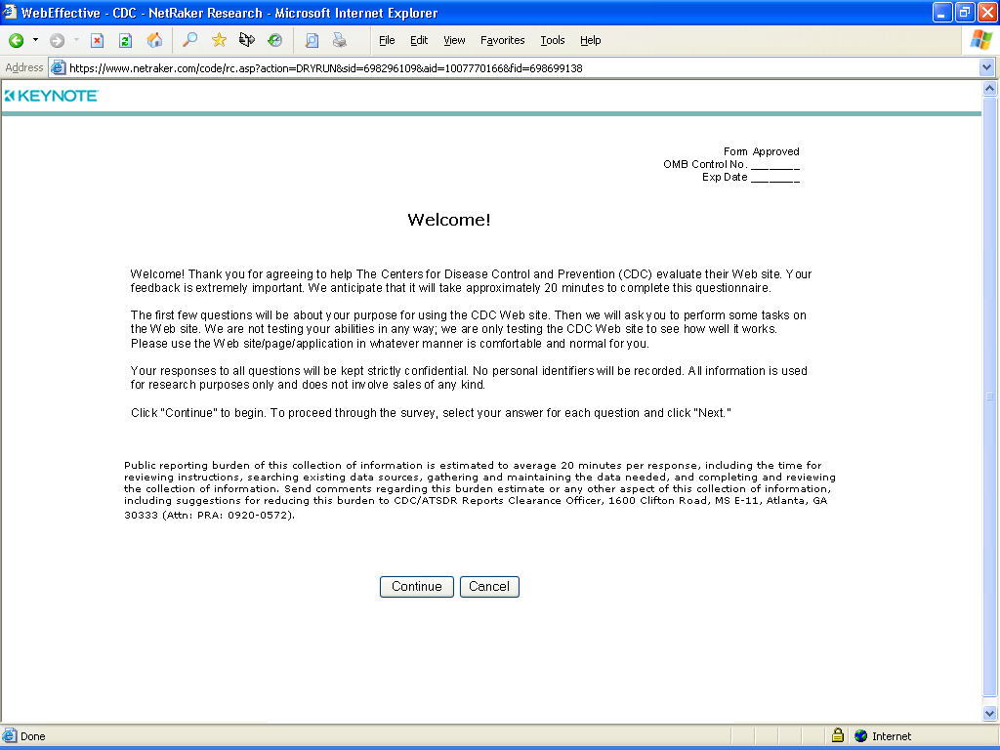 WebEffective - CDC - NetRaker Research - Microsoft Internet Explorer
File Edit View Favorites Tools Help
Address https://www.netraker.com/code/rc.asp?action=DRYRUN&sid=698296109&aid=1007770166&fid=698699138
KEYNOTE
Form Approved
OMB Control No. ________
Exp Date ________
Welcome!
Welcome! Thank you for agreeing to help The Centers for Disease Control and Prevention (CDC) evaluate their Web site. Your
feedback is extremely important. We anticipate that it will take approximately 20 minutes to complete this questionnaire.
The first few questions will be about your purpose for using the CDC Web site. Then we will ask you to perform some tasks on
the Web site. We are not testing your abilities in any way; we are only testing the CDC Web site to see how well it works.
Please use the Web site/page/application in whatever manner is comfortable and normal for you.
Your responses to all questions will be kept strictly confidential. No personal identifiers will be recorded. All information is used
for research purposes only and does not involve sales of any kind.
Click "Continue" to begin. To proceed through the survey, select your answer for each question and click "Next."
Public reporting burden of this collection of information is estimated to average 20 minutes per response, including the time for
reviewing instructions, searching existing data sources, gathering and maintaining the data needed, and completing and reviewing
the collection of information. Send comments regarding this burden estimate or any other aspect of this collection of information,
including suggestions for reducing this burden to CDC/ATSDR Reports Clearance Officer, 1600 Clifton Road, MS E-11, Atlanta, GA
30333 (Attn: PRA: 0920-0572).
Continue Cancel
Done Internet